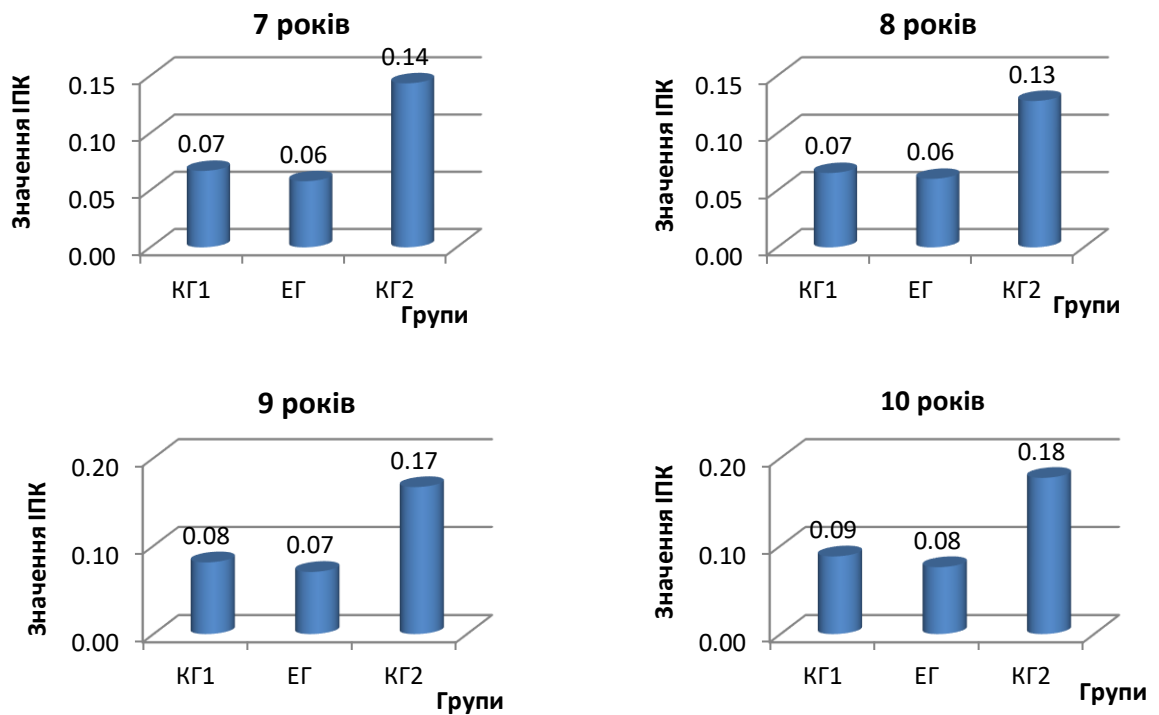 7 років
Значення ІПК
0.15
0.10
0.05
0.00
0.07
0.06
0.14
КГ1 ЕГ КГ2
Групи
8 років
Значення ІПК
0.15
0.10
0.05
0.00
0.07
0.06
0.13
КГ1 ЕГ КГ2
Групи
9 років
Значення ІПК
0.20
0.10
0.00
0.08
0.07
0.17
КГ1 ЕГ КГ2
Групи
10 років
Значення ІПК
0.20
0.10
0.00
0.09
0.08
0.18
КГ1 ЕГ КГ2
Групи